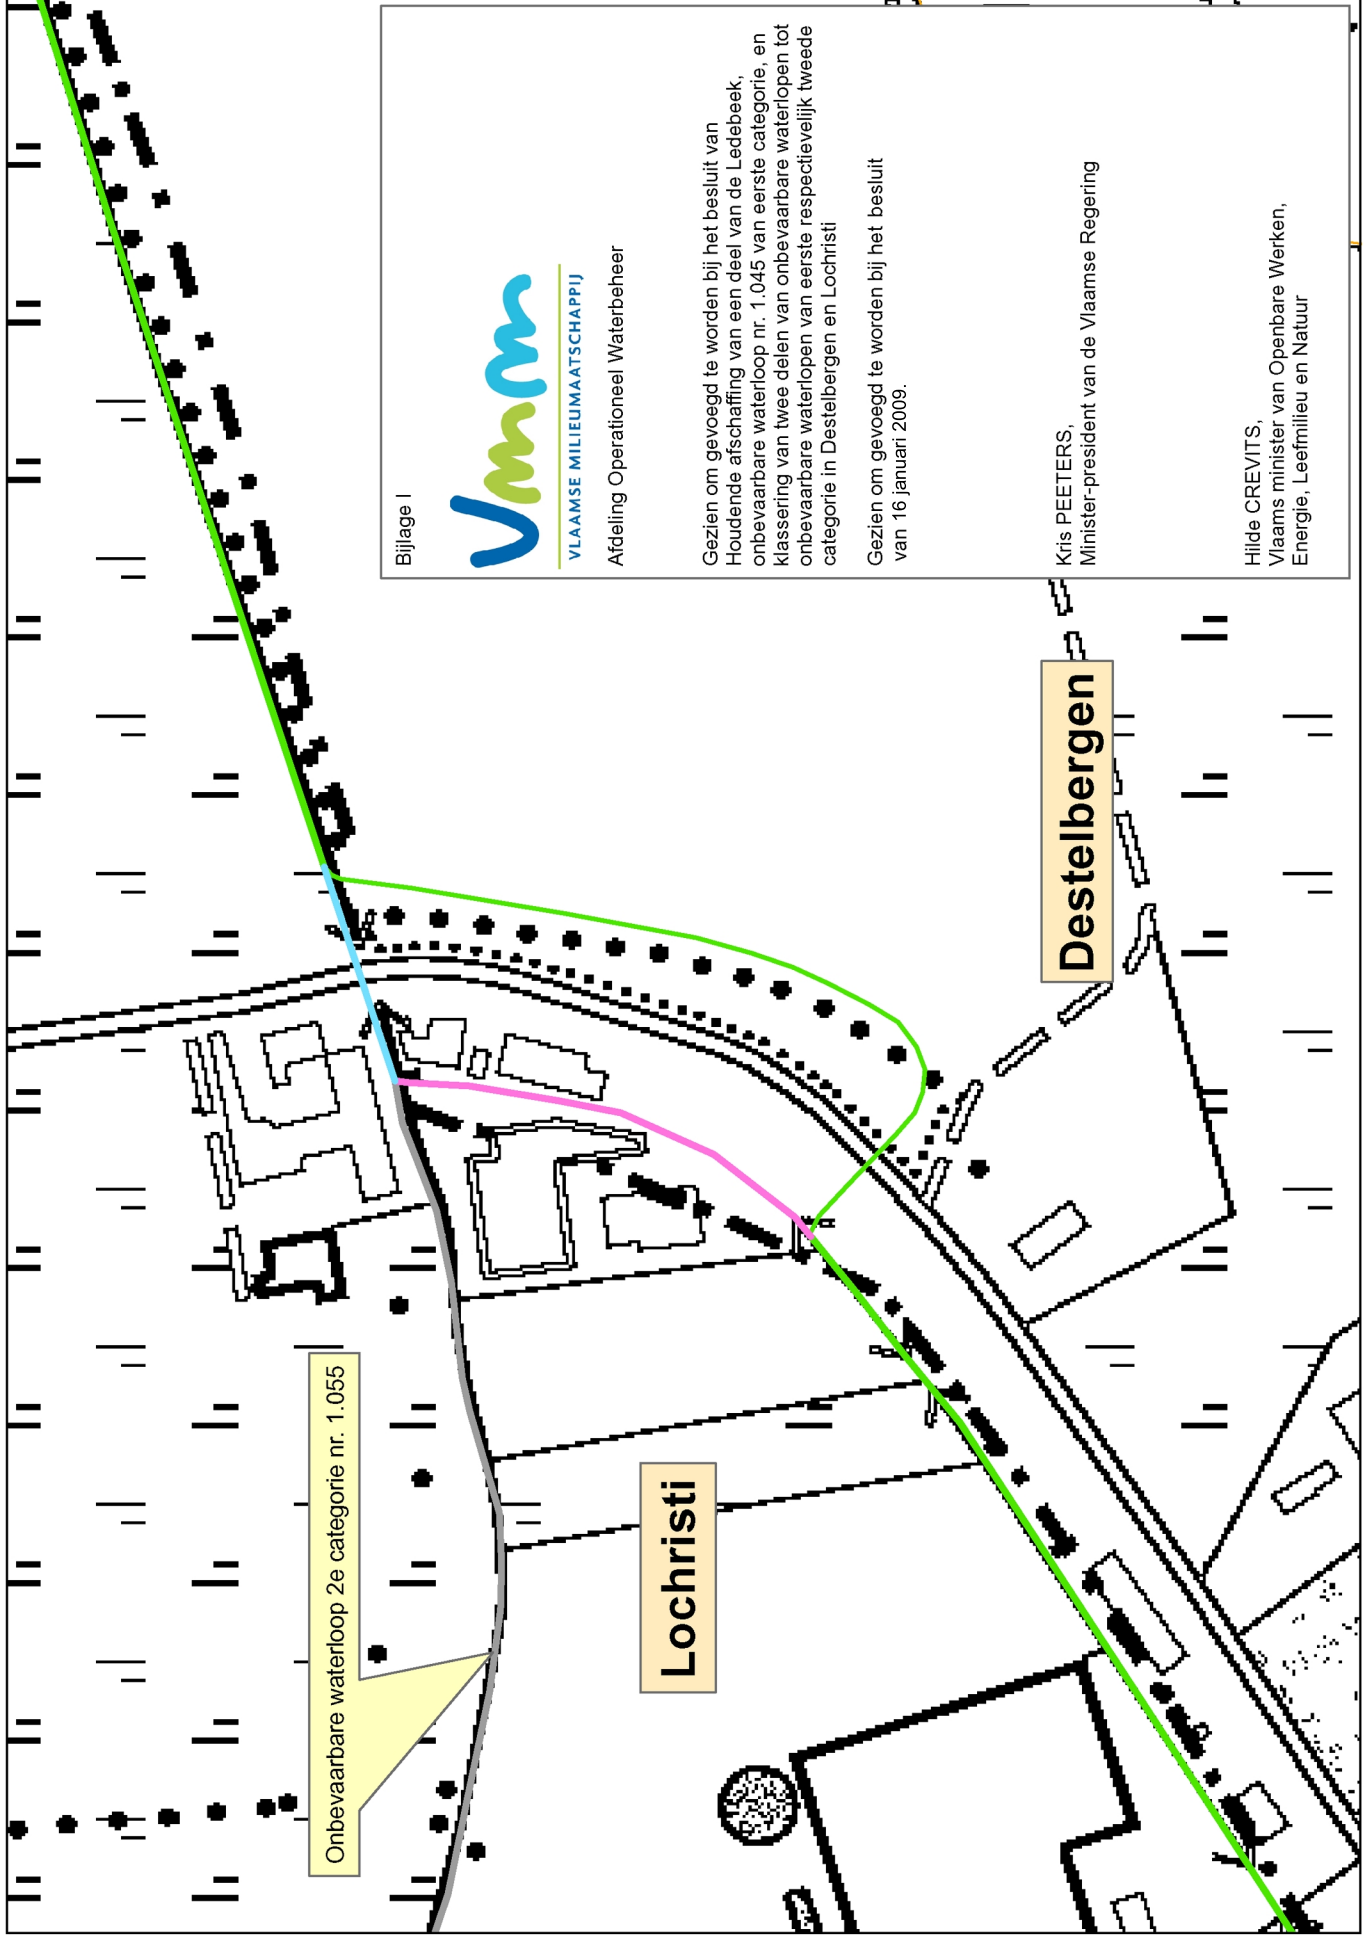 Bijlage I
Vmm
VLAAMSE MILIEUMAATSCHAPPIJ
Afdeling Operationeel Waterbeheer
Gezien om gevoegd te worden bij het besluit van
Houdende afschaffing van een deel van de Ledebeek,
onbevaarbare waterloop nr. 1.045 van eerste categorie, en
klassering van twee delen van onbevaarbare waterlopen tot
onbevaarbare waterlopen van eerste respectievelijk tweede
categorie in Destelbergen en Lochristi
Gezien om gevoegd te worden bij het besluit
van 16 januari 2009.
Kris PEETERS,
Minister-president van de Vlaamse Regering
Hilde CREVITS,
Vlaams minister van Openbare Werken,
Energie, Leefmilieu en Natuur
Onbevaarbare waterloop 2e categorie nr. 1.055
Lochristi
Destelbergen